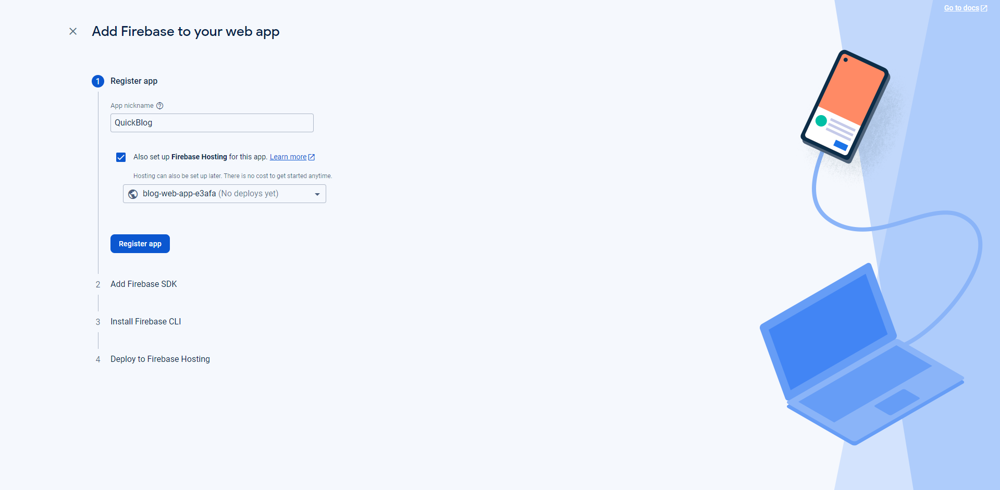 Go to docs
Add Firebase to your web app
1 Register app
App nickname
QuickBlog
Also set up Firebase Hosting for this app. Learn more
Hosting can also be set up later. There is no cost to get started anytime.
blog-web-app-e3afa (No deploys yet)
Register app
2 Add Firebase SDK
3 Install Firebase CLI
4 Deploy to Firebase Hosting